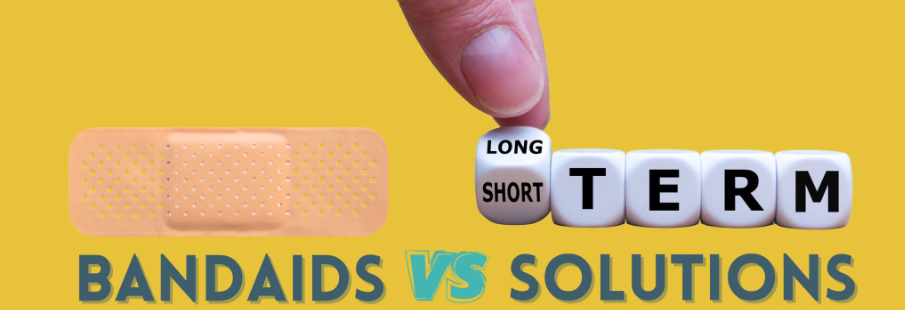 LONG
SHORT TERM
BANDAIDS VS SOLUTIONS